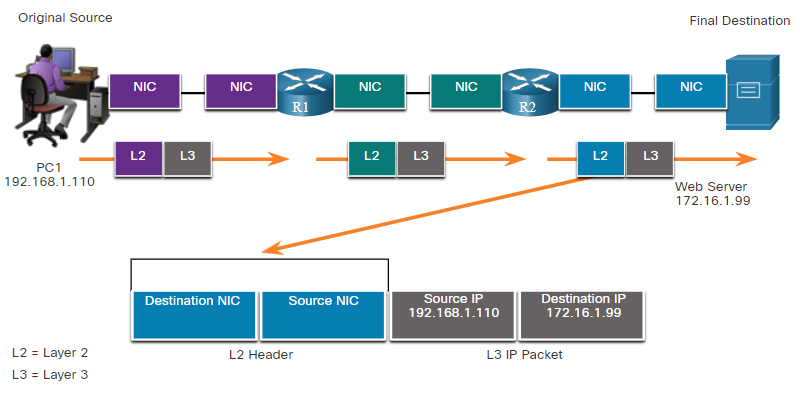 Original Source
Final Destination
NIC NIC NIC NIC NIC NIC
R1 R2
L2 L3 L2 L3 L2 L3
PC1
192.168.1.110
Web Server
172.16.1.99
Destination NIC Source NIC Source IP Destination IP
192.168.1.110 172.16.1.99
L2 Header L3 IP Packet
L2 = Layer 2
L3 = Layer 3